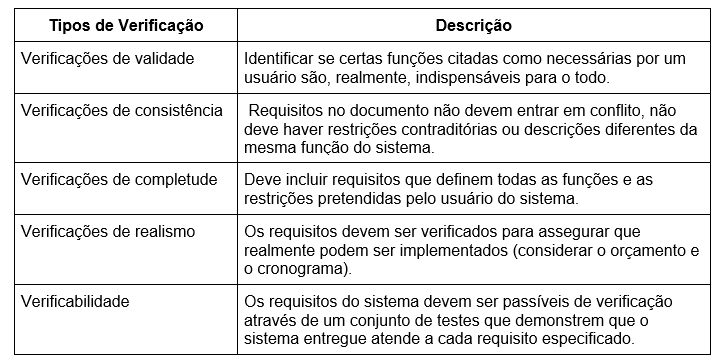 Tipos de Verificação Descrição
Verificações de validade Identificar se certas funções citadas como necessárias por um
usuário são, realmente, indispensáveis para o todo.
Verificações de consistência Requisitos no documento não devem entrar em conflito, não
deve haver restrições contraditórias ou descrições diferentes da
mesma função do sistema.
Verificações de completude Deve incluir requisitos que definem todas as funções e as
restrições pretendidas pelo usuário do sistema.
Verificações de realismo Os requisitos devem ser verificados para assegurar que
realmente podem ser implementados (considerar o orçamento e
o cronograma).
Verificabilidade Os requisitos do sistema devem ser passíveis de verificação
através de um conjunto de testes que demonstrem que o
sistema entregue atende a cada requisito especificado.